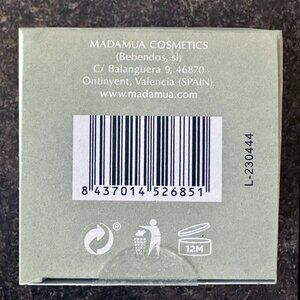 MADAMUA COSMETICS
(Bebendos, sl)
C/ Balanguera 9, 46870
Ontinyent, Valencia (SPAIN)
www.madamua.com
L-230444
8 437014 526851
12M